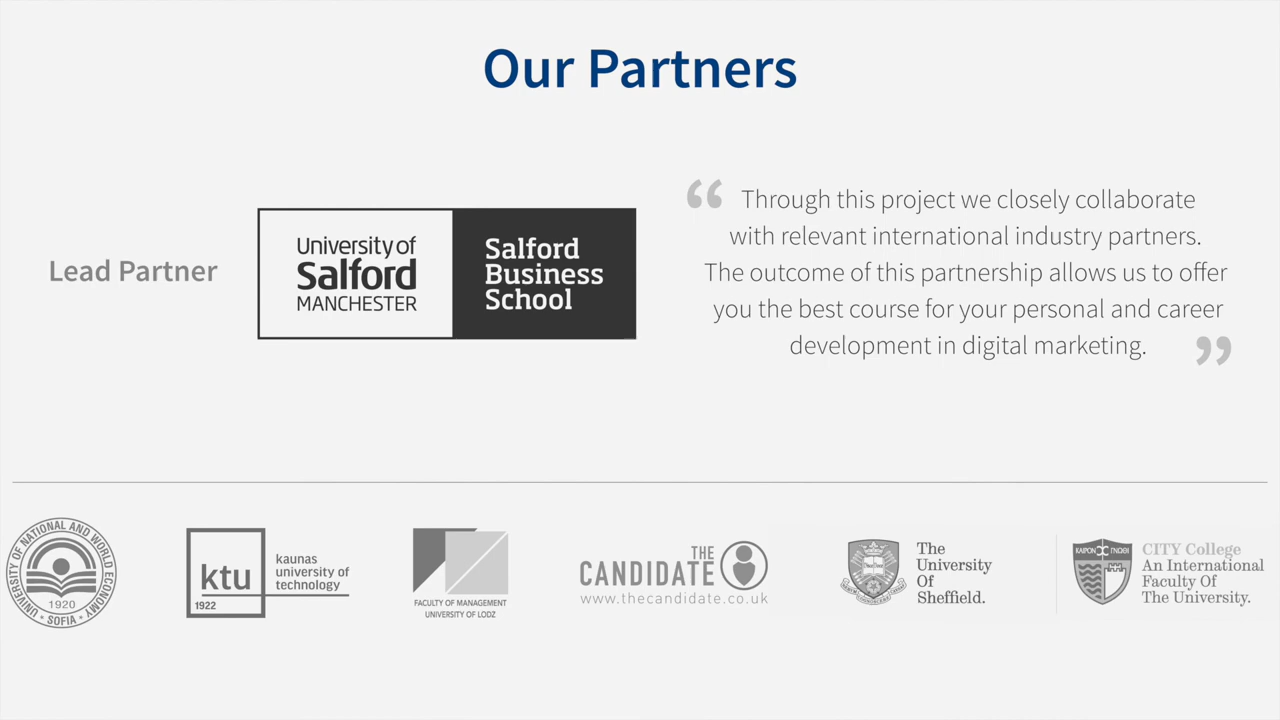 Our Partners
Lead Partner
University of
Salford
MANCHESTER
Salford
Business
School
“ Through this project we closely collaborate
with relevant international industry partners.
The outcome of this partnership allows us to offer
you the best course for your personal and career
development in digital marketing. ”
UNIVERSITY OF NATIONAL AND WORLD ECONOMY
1920
SOFIA
ktu
1922
kaunas
university of
technology
FACULTY OF MANAGEMENT
UNIVERSITY OF LODZ
THE
CANDIDATE
www.thecandidate.co.uk
The
University
Of
Sheffield.
ΚΑΙΡΟΝ ΓΝΩΘΙ
CITY College
An International
Faculty Of
The University.